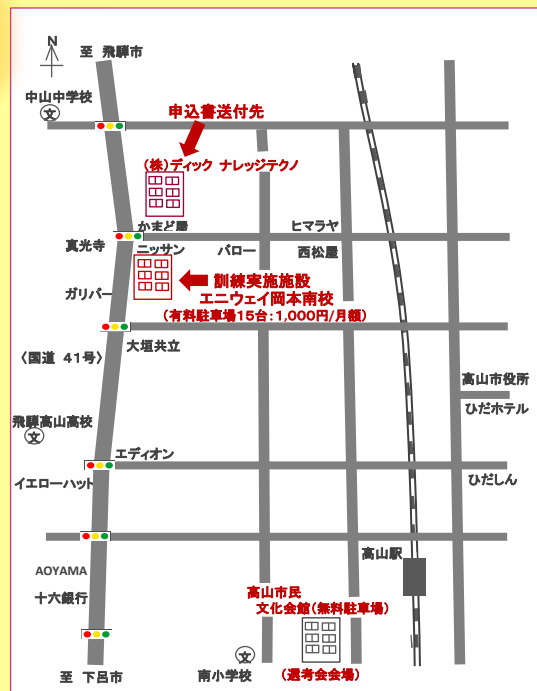 N
至 飛騨市
中山中学校
文
申込書送付先
(株)ディック ナレッジテクノ
かまど屋
ヒマラヤ
真光寺
ニッサン
バロー
西松屋
訓練実施施設
ガリバー
エニウェイ岡本南校
(有料駐車場15台:1,000円/月額)
大垣共立
〈国道 41号〉
高山市役所
ひだホテル
飛騨高山高校
文
エディオン
イエローハット
ひだしん
高山駅
AOYAMA
十六銀行
高山市民
文化会館(無料駐車場)
文
南小学校
(選考会会場)
至 下呂市